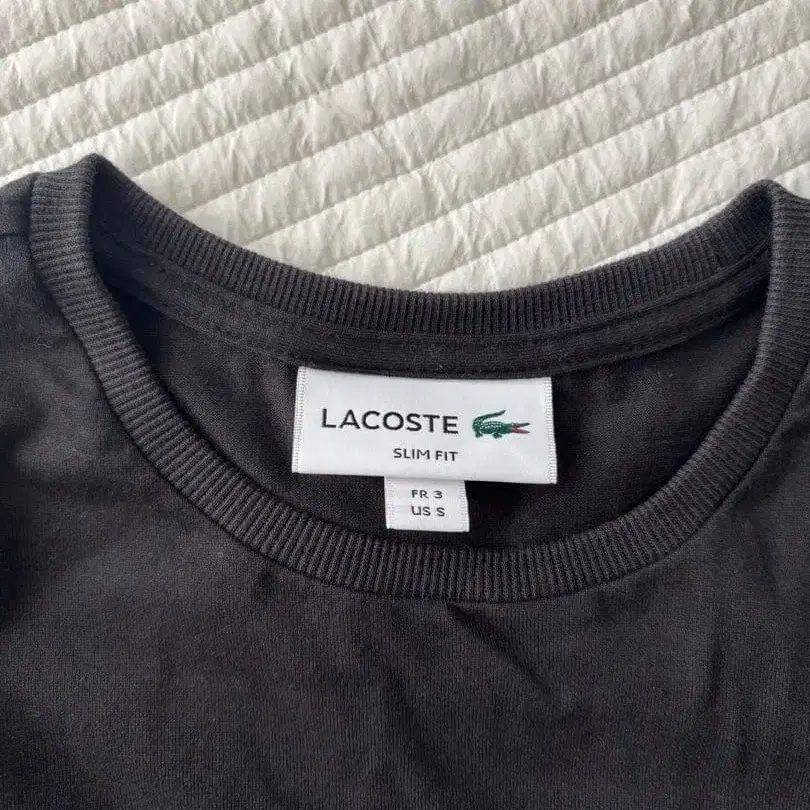 LACOSTE
SLIM FIT
FR 3
US S